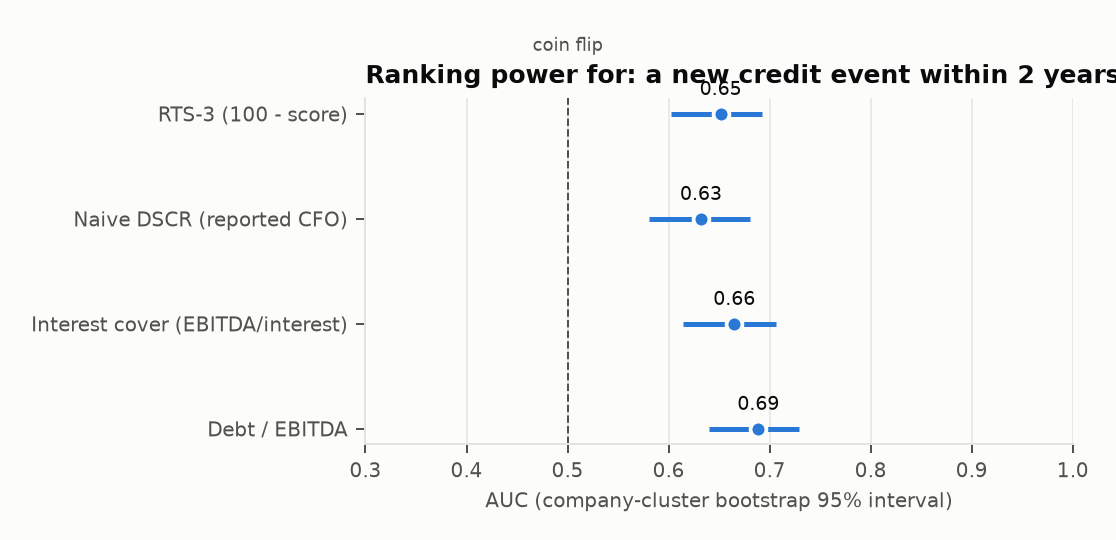 coin flip
Ranking power for: a new credit event within 2 years
0.65
RTS-3 (100 - score)
0.63
Naive DSCR (reported CFO)
0.66
Interest cover (EBITDA/interest)
0.69
Debt / EBITDA
0.3 0.4 0.5 0.6 0.7 0.8 0.9 1.0
AUC (company-cluster bootstrap 95% interval)